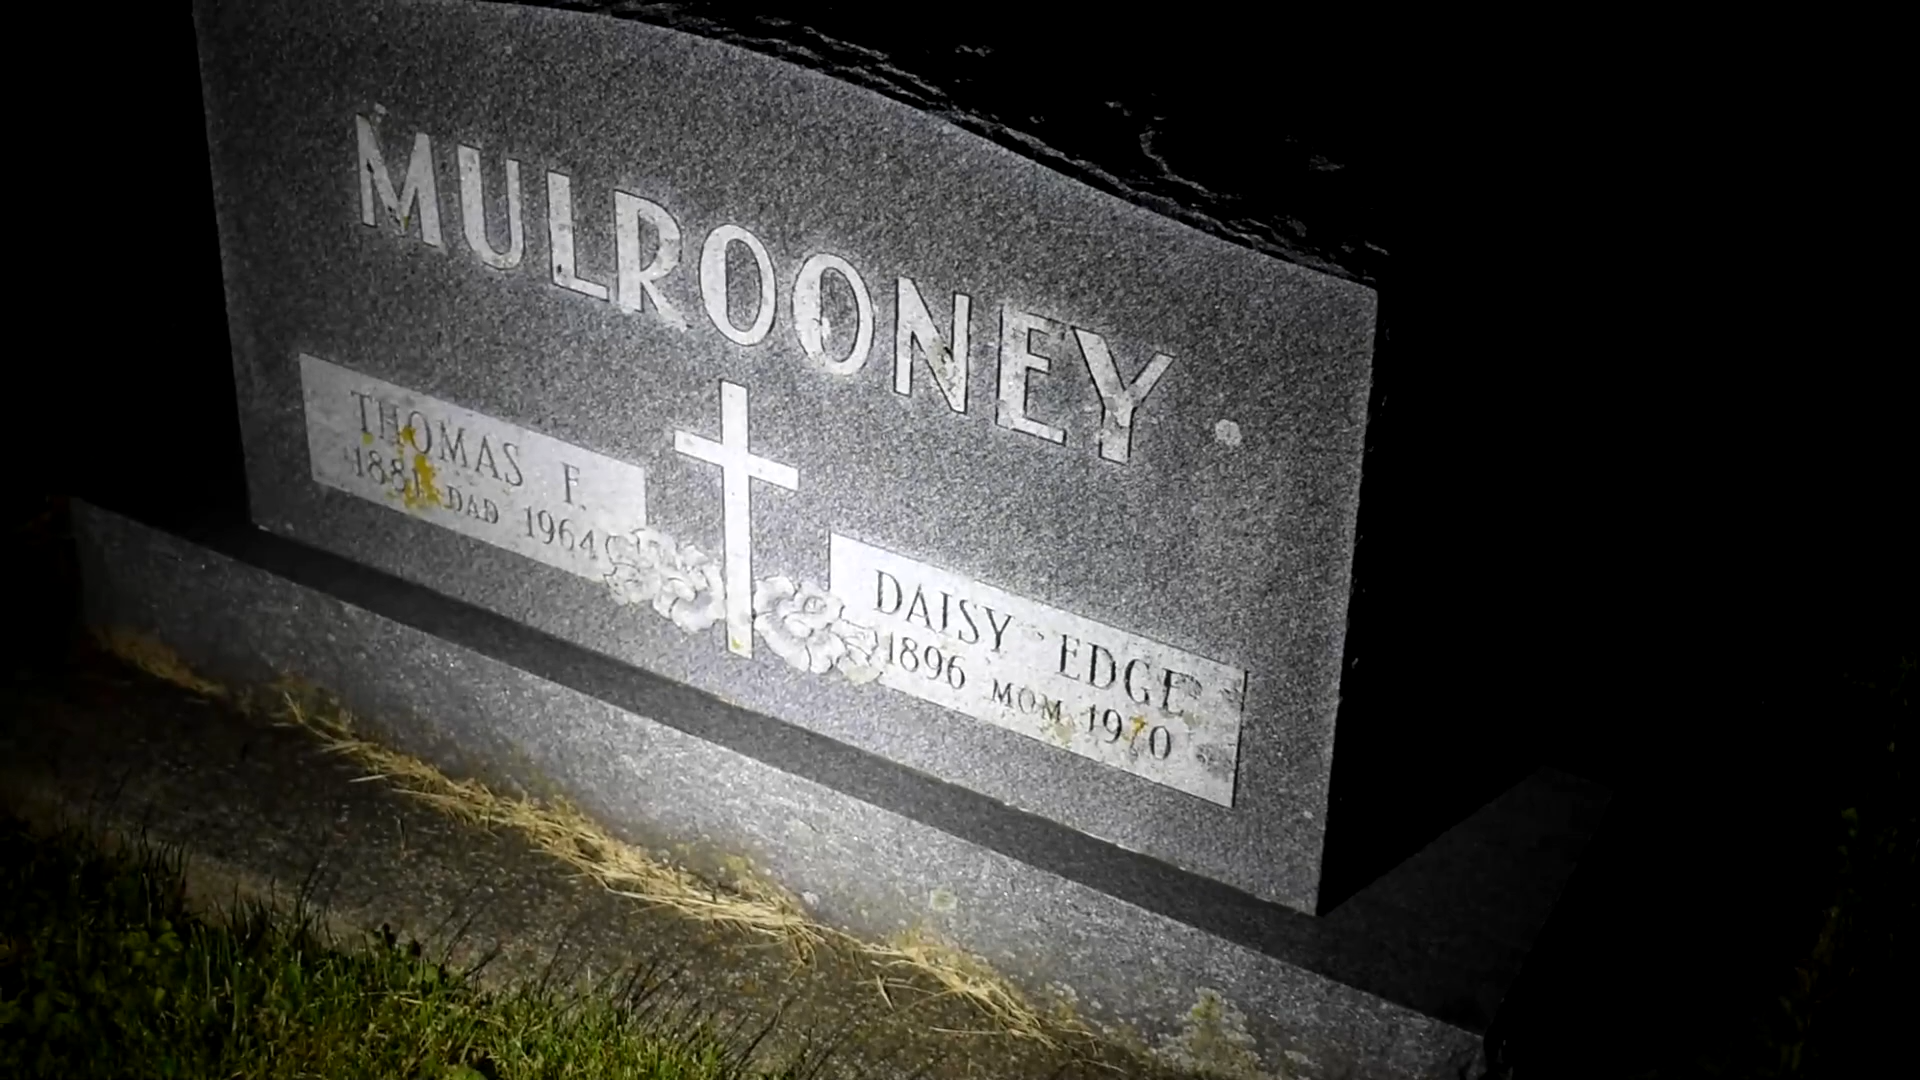 MULROONEY
THOMAS F.
1881 DAD 1964
DAISY EDGE
1896 MOM 1970